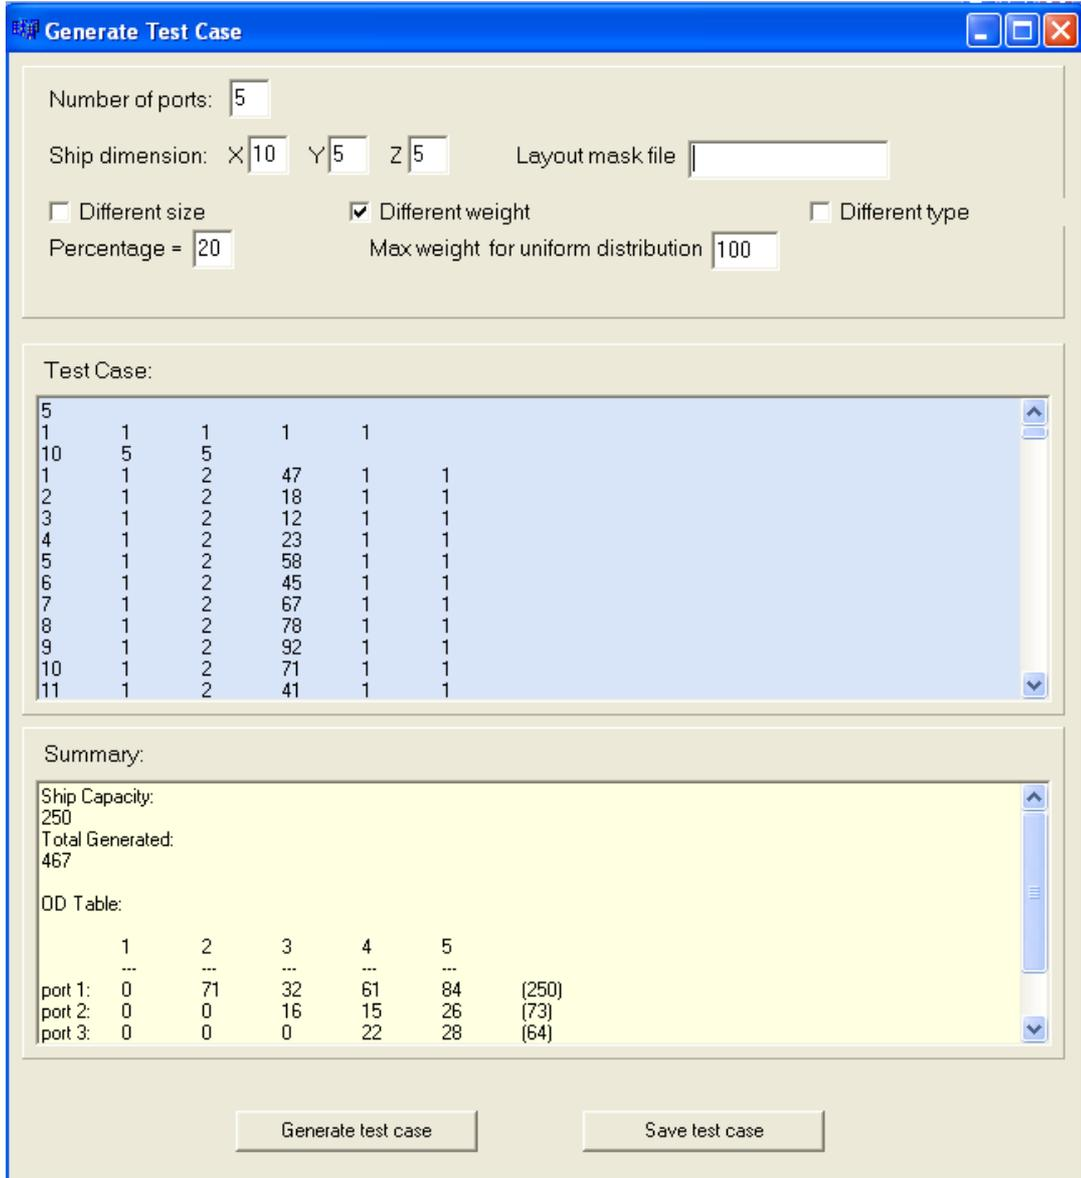 Generate Test Case
Number of ports: 5
Ship dimension: X 10 Y 5 Z 5 Layout mask file
Different size Different weight Different type
Percentage = 20 Max weight for uniform distribution 100
Test Case:
5
1 1 1 1 1
10 5 5
1 1 2 47 1 1
2 1 2 18 1 1
3 1 2 12 1 1
4 1 2 23 1 1
5 1 2 58 1 1
6 1 2 45 1 1
7 1 2 67 1 1
8 1 2 78 1 1
9 1 2 92 1 1
10 1 2 71 1 1
11 1 2 41 1 1
Summary:
Ship Capacity:
250
Total Generated:
467
OD Table:
1 2 3 4 5
--- --- --- --- ---
port 1: 0 71 32 61 84 (250)
port 2: 0 0 16 15 26 (73)
port 3: 0 0 0 22 28 (64)
Generate test case Save test case